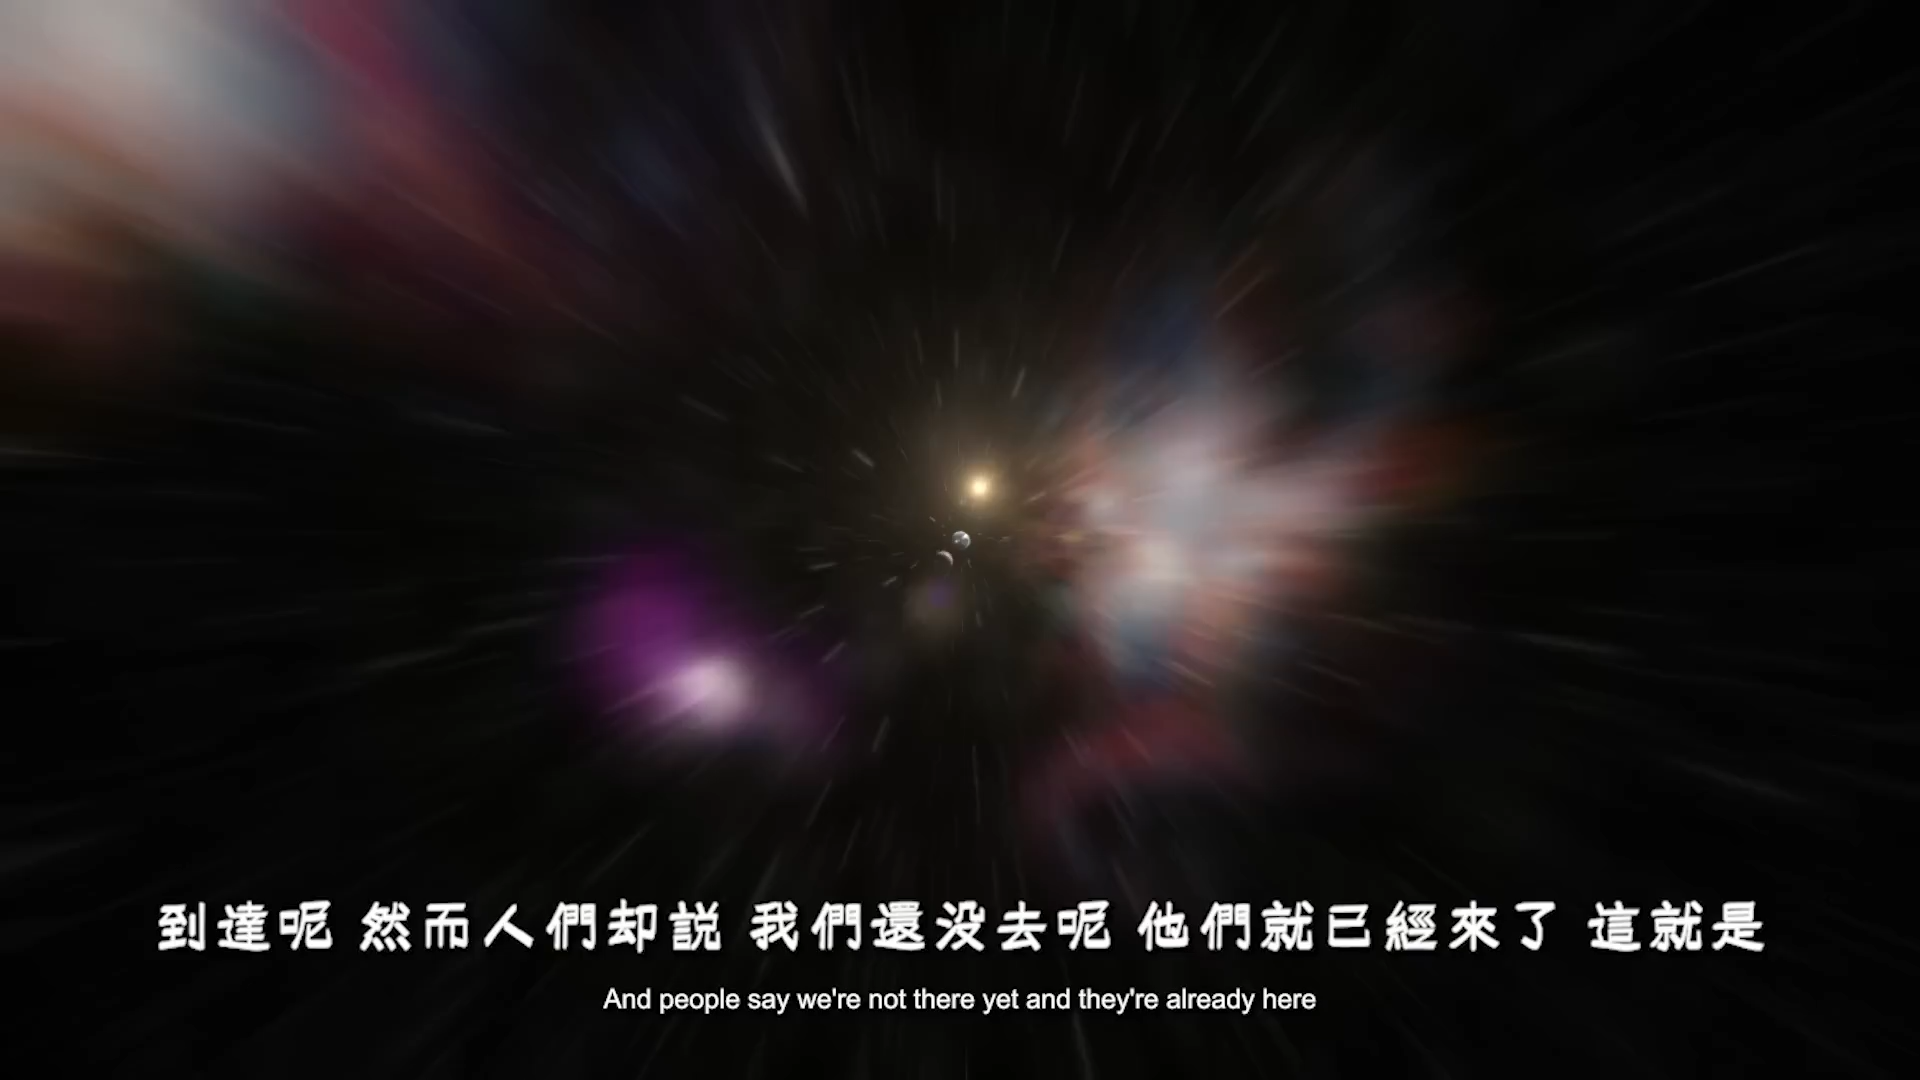 到達呢 然而人們却説 我們還没去呢 他們就已經來了 這就是
And people say we're not there yet and they're already here